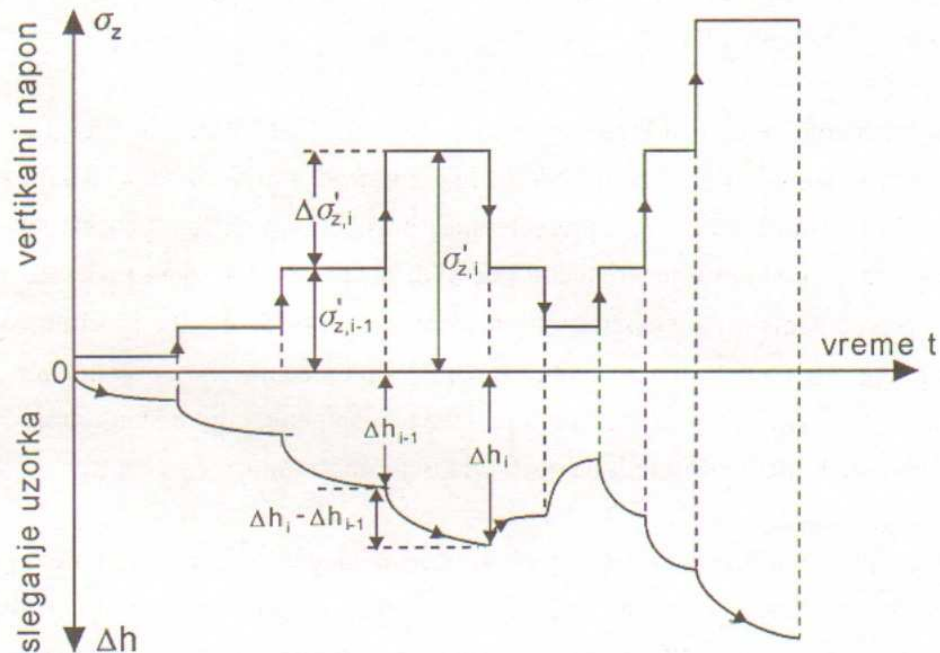 σz
vertikalni napon
Δσ'z,i
σ'z,i-1
σ'z,i
vreme t
0
Δhi-1
Δhi
Δhi - Δhi-1
sleganje uzorka
Δh